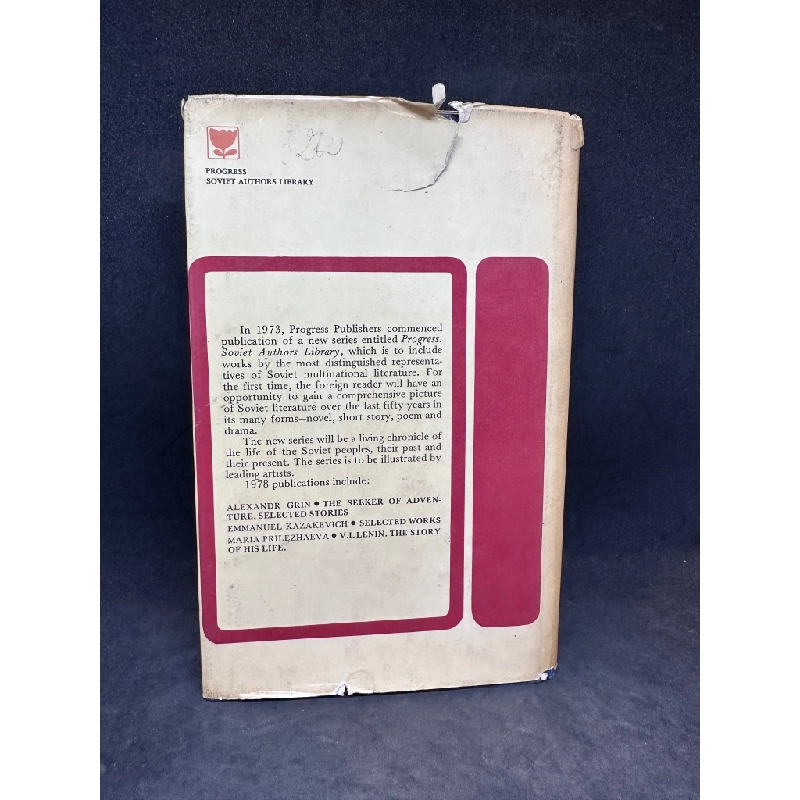 PROGRESS
SOVIET AUTHORS LIBRARY
In 1973, Progress Publishers commenced
publication of a new series entitled Progress.
Soviet Authors Library, which is to include
works by the most distinguished representa-
tives of Soviet multinational literature. For
the first time, the foreign reader will have an
opportunity to gain a comprehensive picture
of Soviet literature over the last fifty years in
its many forms—novel, short story, poem and
drama.
The new series will be a living chronicle of
the life of the Soviet peoples, their past and
their present. The series is to be illustrated by
leading artists.
1978 publications include:
ALEXANDR GRIN • THE SEEKER OF ADVEN-
TURE. SELECTED STORIES
EMMANUEL KAZAKEVICH • SELECTED WORKS
MARIA PRILEZHAEVA • V.I.LENIN. THE STORY
OF HIS LIFE.